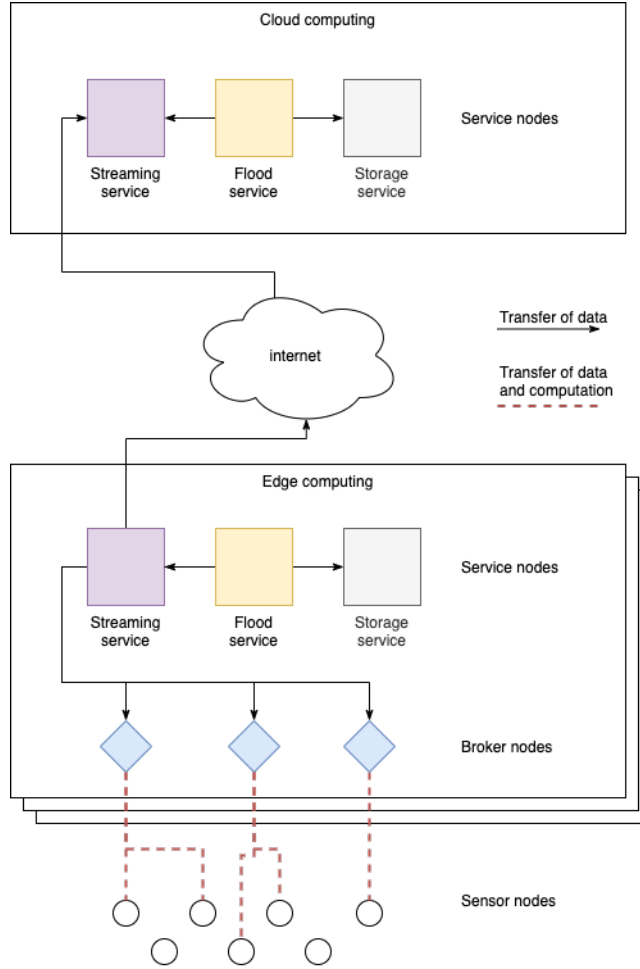 Cloud computing
Service nodes
Streaming
service
Flood
service
Storage
service
Transfer of data
internet
Transfer of data
and computation
Edge computing
Service nodes
Streaming
service
Flood
service
Storage
service
Broker nodes
Sensor nodes